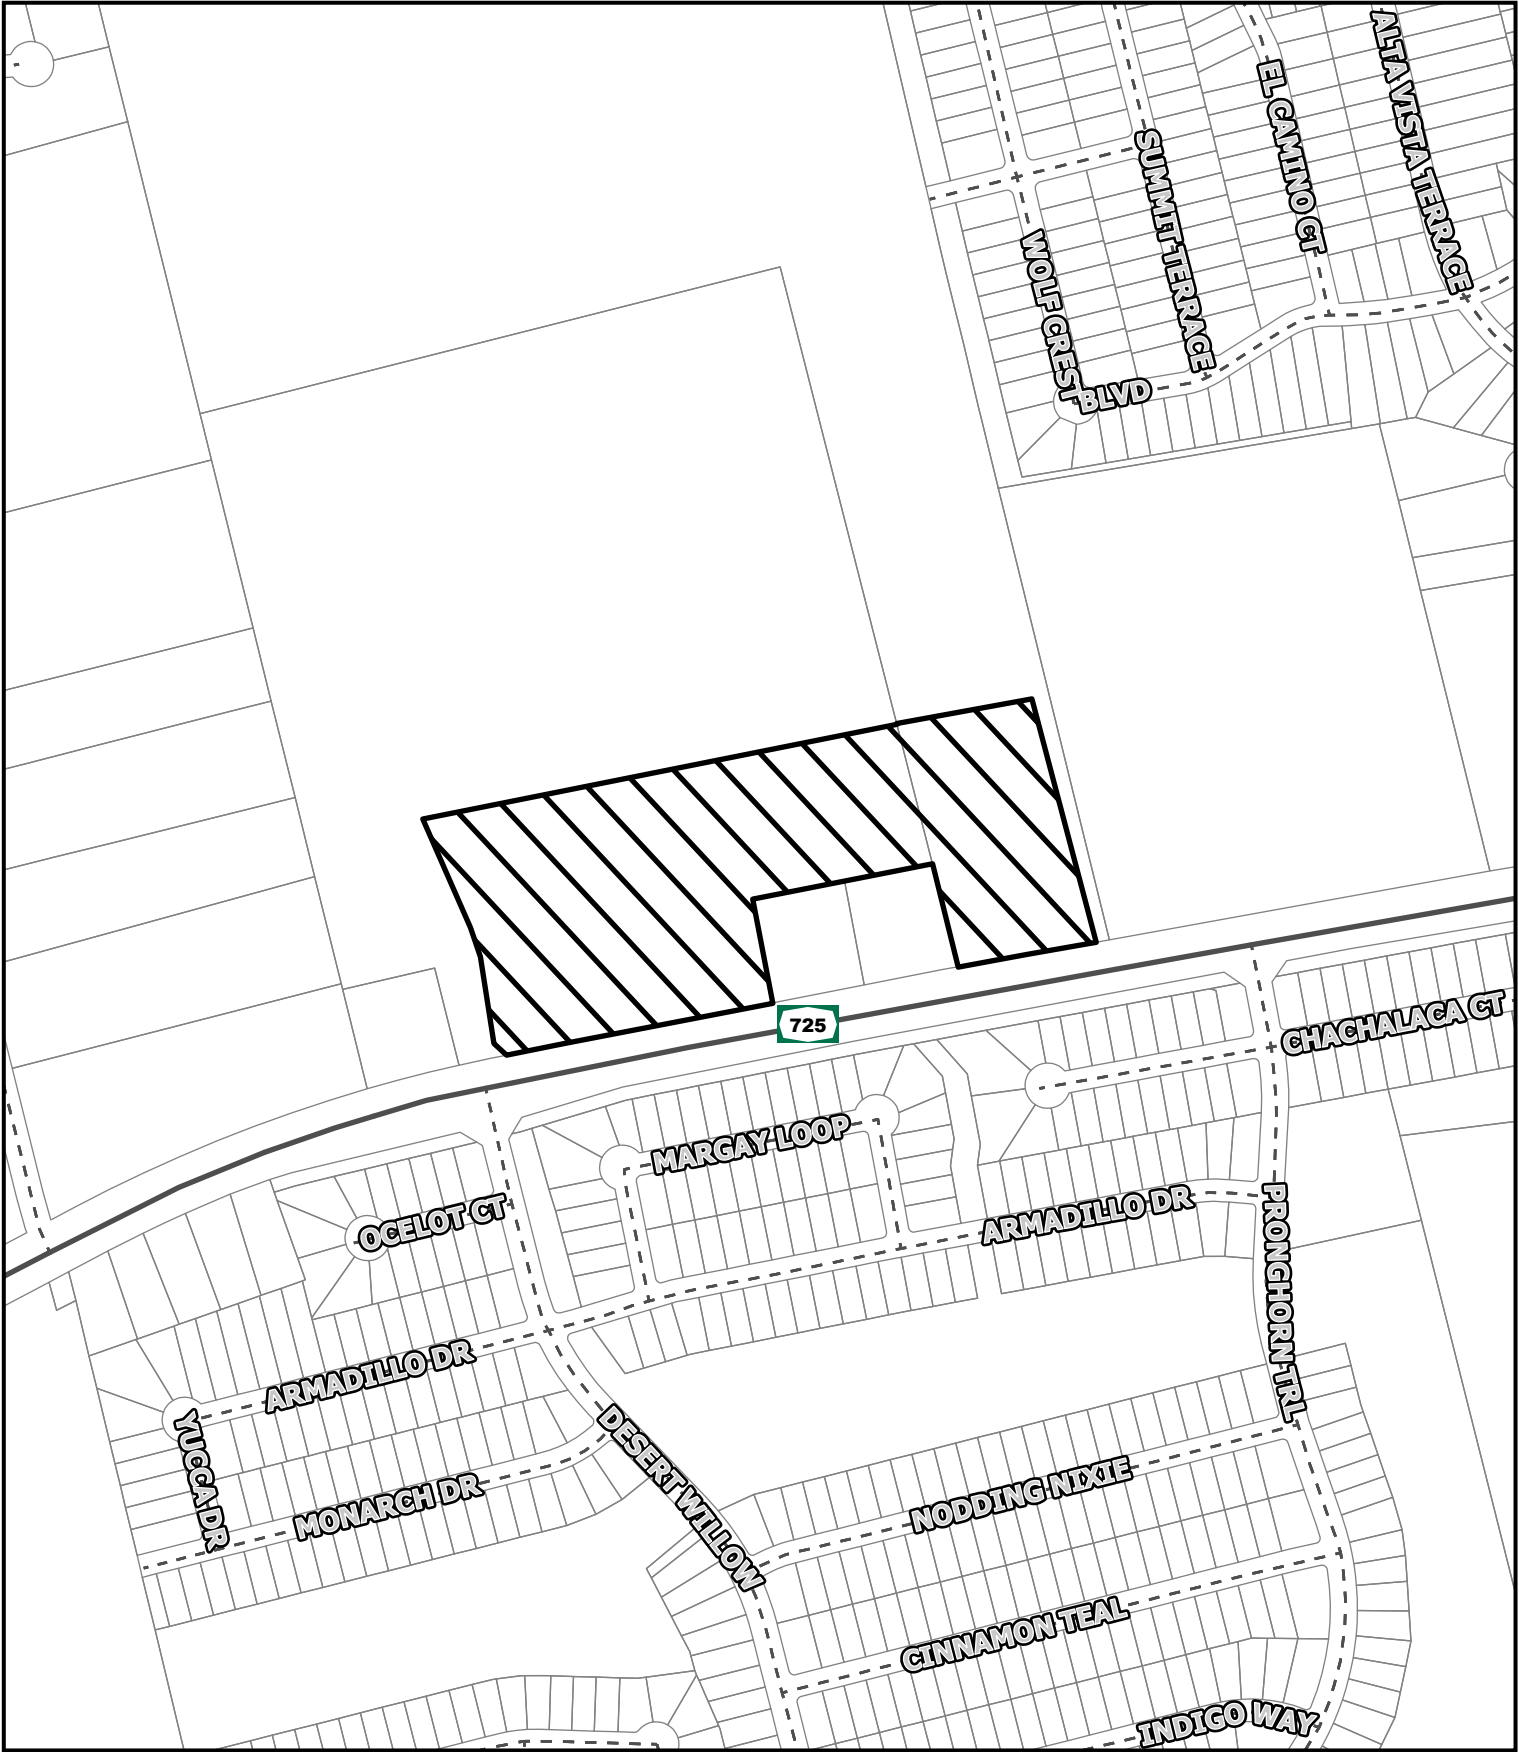 ALTA VISTA TERRACE
EL CAMINO CT
SUMMIT TERRACE
WOLF CREST
BLVD
725
CHACHALACA CT
MARGAY LOOP
OCELOT CT
ARMADILLO DR
PRONGHORN TRL
ARMADILLO DR
YUCCA DR
MONARCH DR
DESERT WILLOW
NODDING NIXIE
CINNAMON TEAL
INDIGO WAY